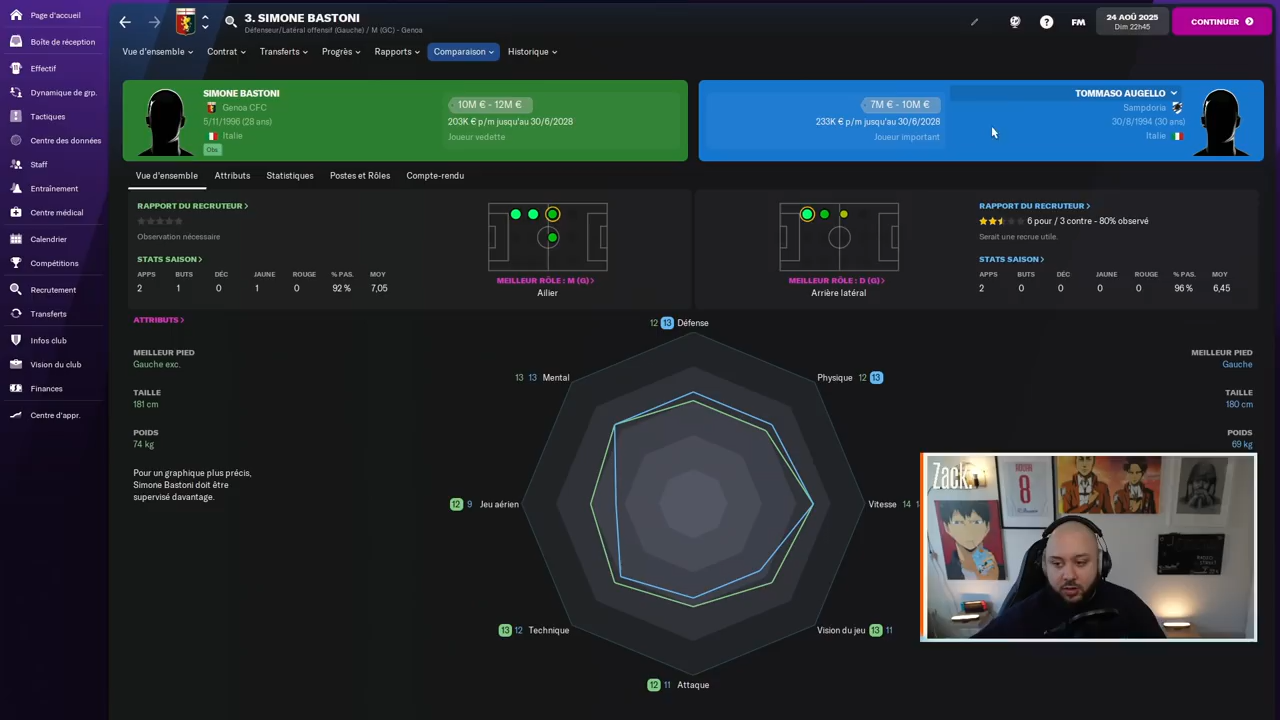 Page d'accueil
Boîte de réception
Effectif
Dynamique de grp.
Tactiques
Centre des données
Staff
Entraînement
Centre médical
Calendrier
Compétitions
Recrutement
Transferts
Infos club
Vision du club
Finances
Centre d'appr.
3. SIMONE BASTONI
Défenseur/Latéral offensif (Gauche) / M (GC) - Genoa
FM
24 AOÛ 2025
Dim 22h45
CONTINUER
Vue d'ensemble
Contrat
Transferts
Progrès
Rapports
Comparaison
Historique
SIMONE BASTONI
Genoa CFC
5/11/1996 (28 ans)
Italie
Obs
10M € - 12M €
203K € p/m jusqu'au 30/6/2028
Joueur vedette
7M € - 10M €
233K € p/m jusqu'au 30/6/2028
Joueur important
TOMMASO AUGELLO
Sampdoria
30/8/1994 (30 ans)
Italie
Vue d'ensemble
Attributs
Statistiques
Postes et Rôles
Compte-rendu
RAPPORT DU RECRUTEUR
Observation nécessaire
STATS SAISON
APPS BUTS DÉC JAUNE ROUGE % PAS. MOY
2 1 0 1 0 92 % 7,05
MEILLEUR RÔLE : M (G)
Ailier
MEILLEUR RÔLE : D (G)
Arrière latéral
RAPPORT DU RECRUTEUR
6 pour / 3 contre - 80% observé
Serait une recrue utile.
STATS SAISON
APPS BUTS DÉC JAUNE ROUGE % PAS. MOY
2 0 0 0 0 96 % 6,45
ATTRIBUTS
MEILLEUR PIED
Gauche exc.
TAILLE
181 cm
POIDS
74 kg
Pour un graphique plus précis,
Simone Bastoni doit être
supervisé davantage.
12 13 Défense
13 13 Mental
Physique 12 13
12 9 Jeu aérien
Vitesse 14
13 12 Technique
Vision du jeu 13 11
12 11 Attaque
MEILLEUR PIED
Gauche
TAILLE
180 cm
POIDS
69 kg
Zack.
8